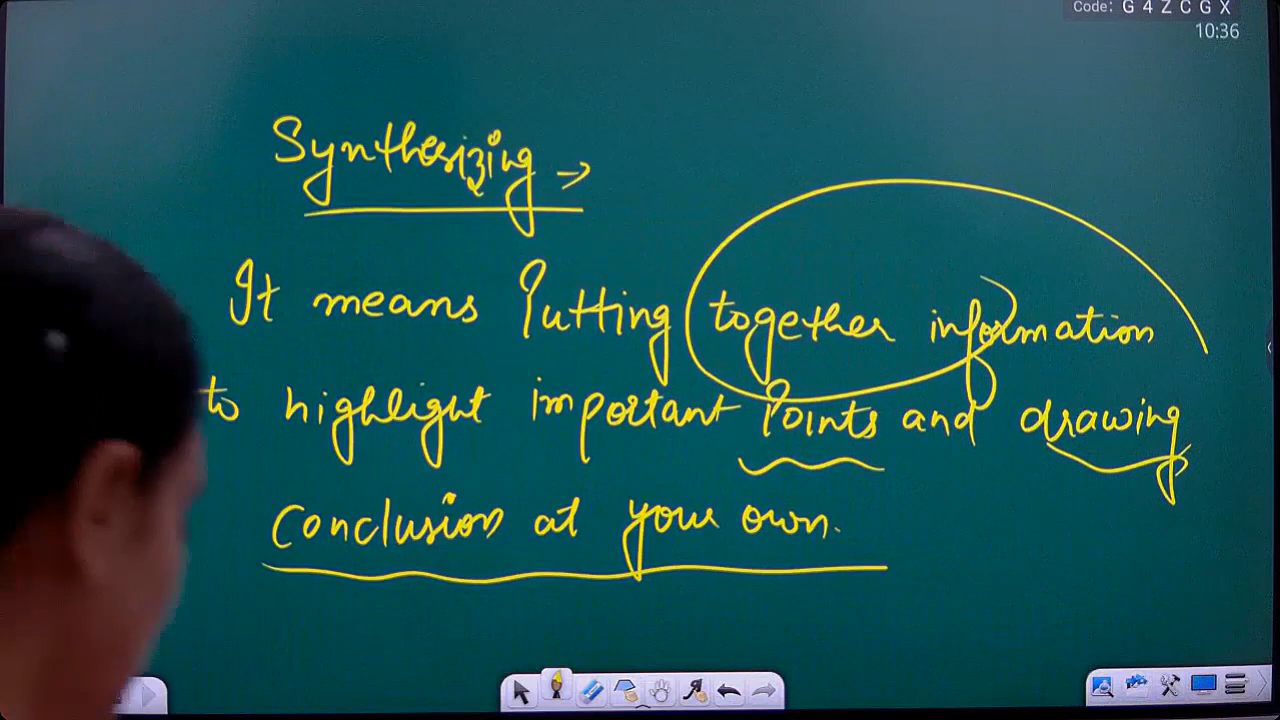 Code: G 4 Z C G X
10:36
Synthesizing →
It means Putting together information
to highlight important Points and drawing
Conclusion at your own.